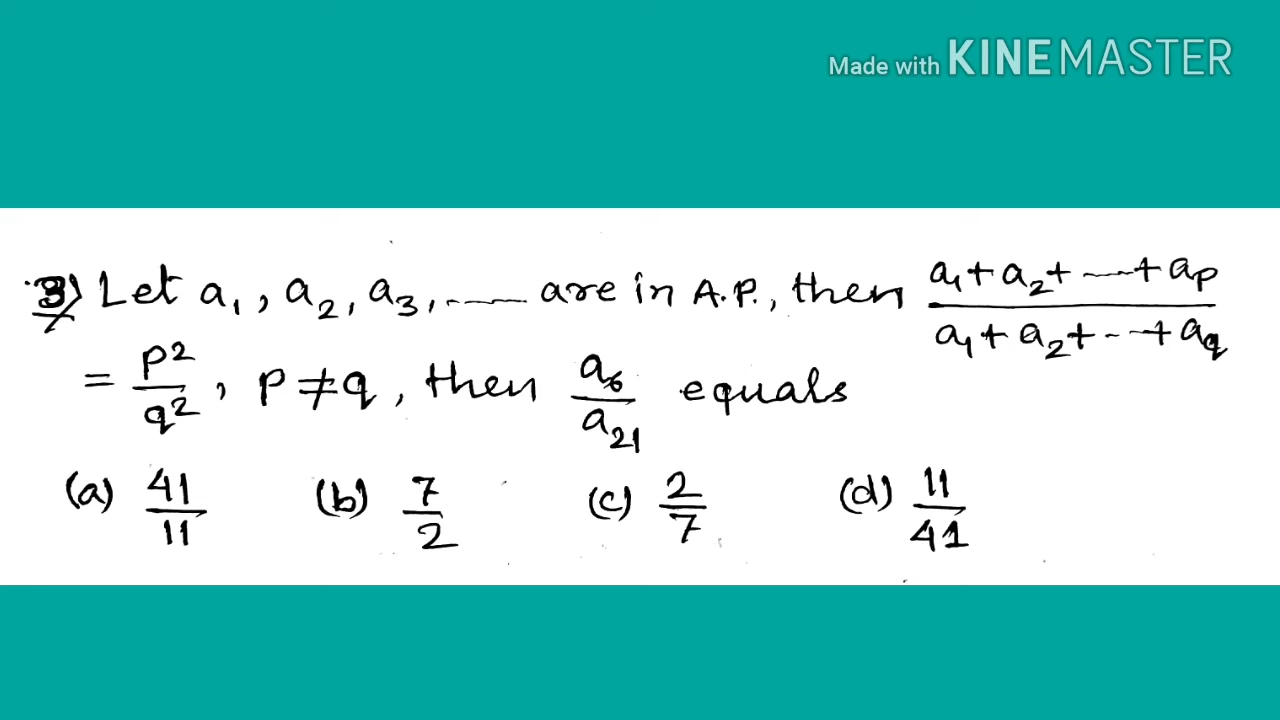 Made with KINEMASTER
3) Let a₁, a₂, a₃, ...... are in A.P., then (a₁+a₂+ ......+ aₚ)/(a₁+a₂+ ...+ a_q)
= p²/q², p ≠ q, then a₆/a₂₁ equals
(a) 41/11 (b) 7/2 (c) 2/7 (d) 11/41